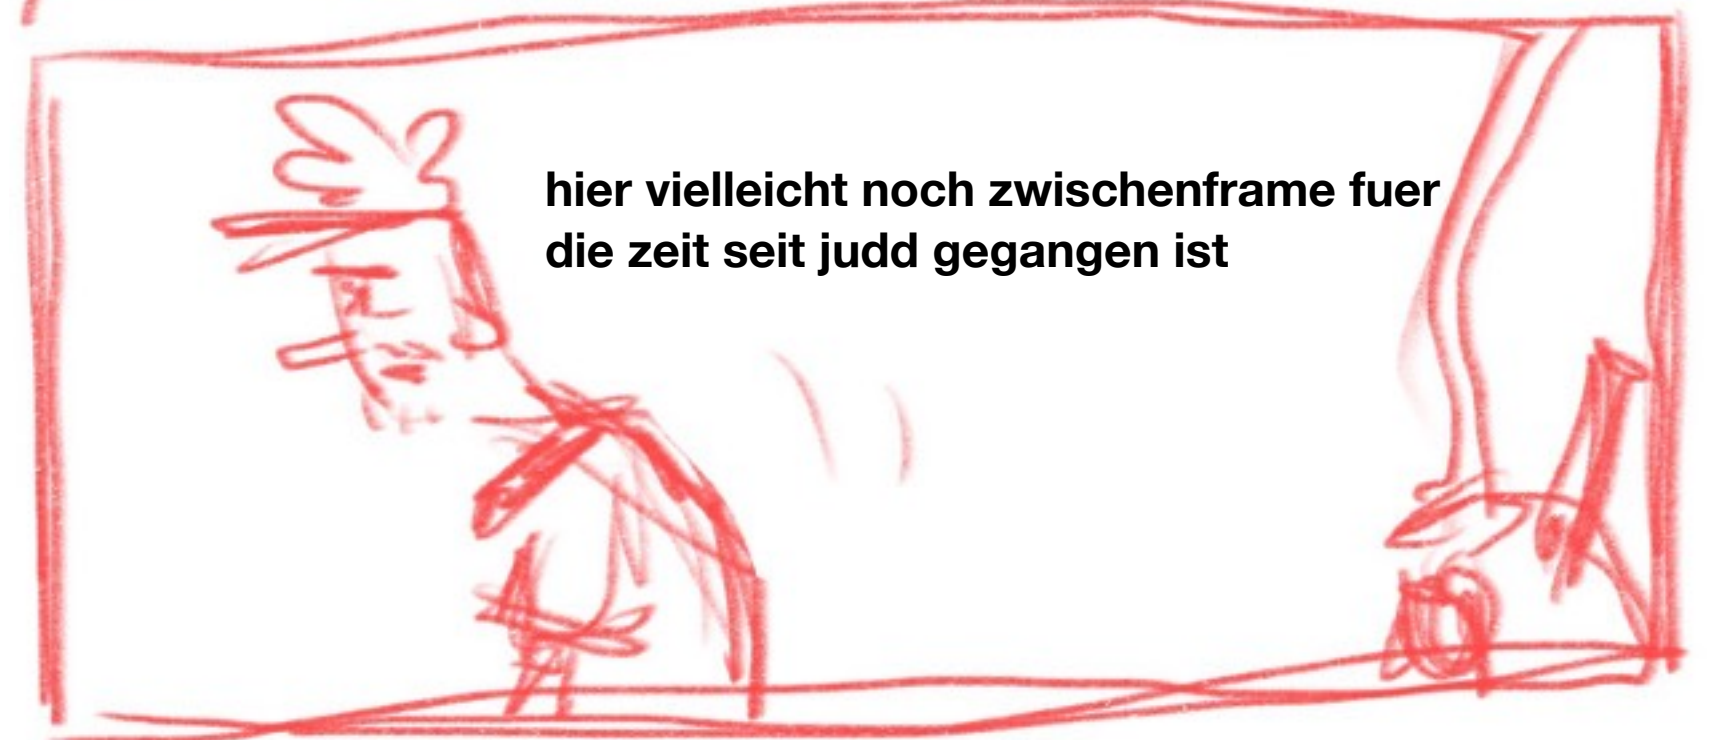 hier vielleicht noch zwischenframe fuer
die zeit seit judd gegangen ist